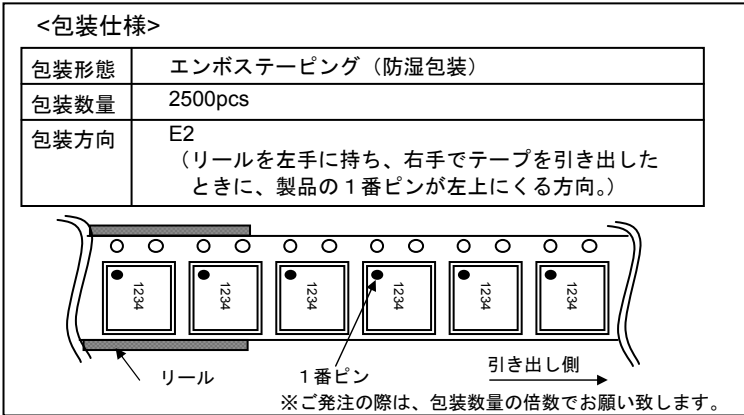 <包装仕様>
包装形態 エンボステーピング（防湿包装）
包装数量 2500pcs
包装方向 E2
（リールを左手に持ち、右手でテープを引き出した
ときに、製品の１番ピンが左上にくる方向。）
1234 1234 1234 1234 1234 1234
リール １番ピン 引き出し側
※ご発注の際は、包装数量の倍数でお願い致します。